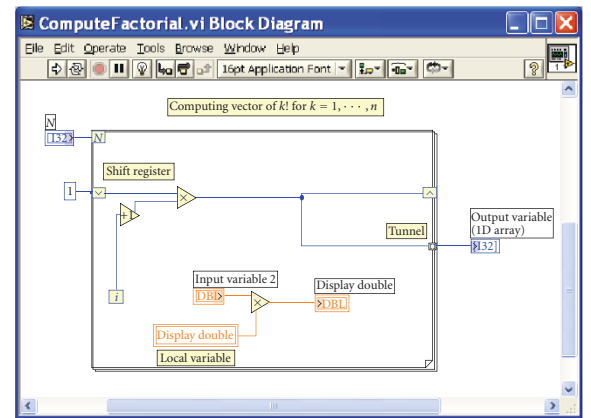 ComputeFactorial.vi Block Diagram
File Edit Operate Tools Browse Window Help
16pt Application Font
1
Computing vector of k! for k = 1, · · · , n
N
I32
N
Shift register
1
+1
×
Output variable
(1D array)
Tunnel
I32
i
Input variable 2
Display double
DBL
×
DBL
Display double
Local variable